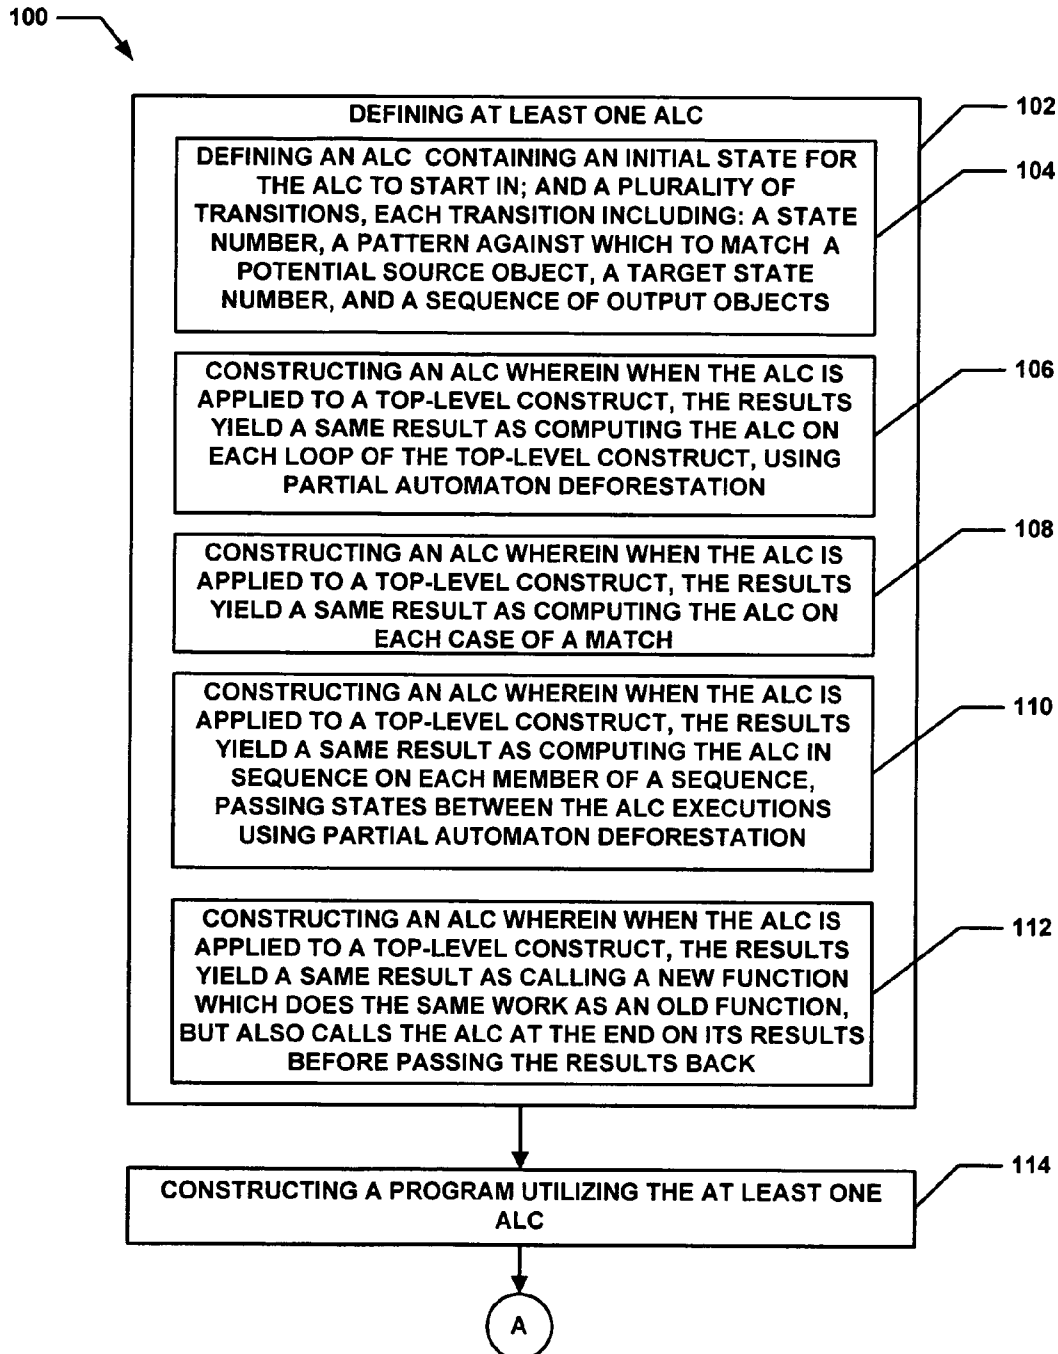 100
DEFINING AT LEAST ONE ALC
102
DEFINING AN ALC CONTAINING AN INITIAL STATE FOR
THE ALC TO START IN; AND A PLURALITY OF
TRANSITIONS, EACH TRANSITION INCLUDING: A STATE
NUMBER, A PATTERN AGAINST WHICH TO MATCH A
POTENTIAL SOURCE OBJECT, A TARGET STATE
NUMBER, AND A SEQUENCE OF OUTPUT OBJECTS
104
CONSTRUCTING AN ALC WHEREIN WHEN THE ALC IS
APPLIED TO A TOP-LEVEL CONSTRUCT, THE RESULTS
YIELD A SAME RESULT AS COMPUTING THE ALC ON
EACH LOOP OF THE TOP-LEVEL CONSTRUCT, USING
PARTIAL AUTOMATON DEFORESTATION
106
CONSTRUCTING AN ALC WHEREIN WHEN THE ALC IS
APPLIED TO A TOP-LEVEL CONSTRUCT, THE RESULTS
YIELD A SAME RESULT AS COMPUTING THE ALC ON
EACH CASE OF A MATCH
108
CONSTRUCTING AN ALC WHEREIN WHEN THE ALC IS
APPLIED TO A TOP-LEVEL CONSTRUCT, THE RESULTS
YIELD A SAME RESULT AS COMPUTING THE ALC IN
SEQUENCE ON EACH MEMBER OF A SEQUENCE,
PASSING STATES BETWEEN THE ALC EXECUTIONS
USING PARTIAL AUTOMATON DEFORESTATION
110
CONSTRUCTING AN ALC WHEREIN WHEN THE ALC IS
APPLIED TO A TOP-LEVEL CONSTRUCT, THE RESULTS
YIELD A SAME RESULT AS CALLING A NEW FUNCTION
WHICH DOES THE SAME WORK AS AN OLD FUNCTION,
BUT ALSO CALLS THE ALC AT THE END ON ITS RESULTS
BEFORE PASSING THE RESULTS BACK
112
CONSTRUCTING A PROGRAM UTILIZING THE AT LEAST ONE
ALC
114
A